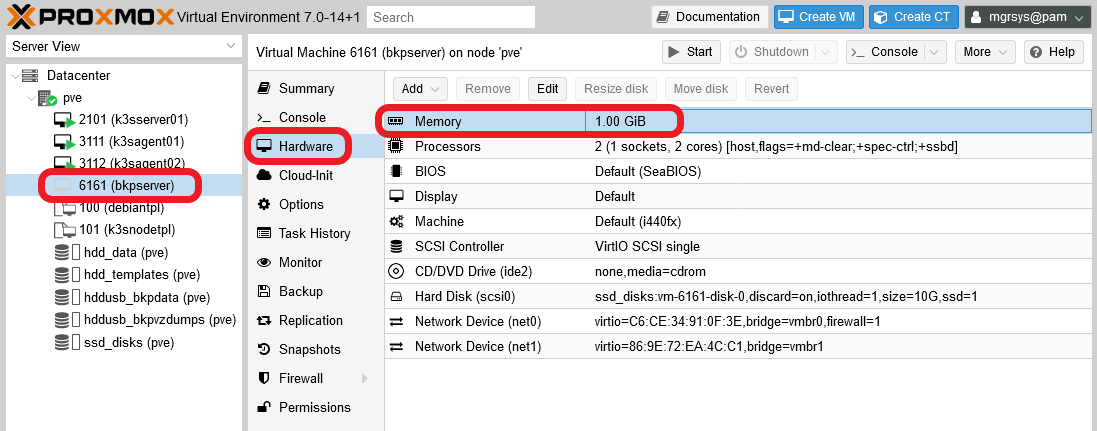 PROXMOX Virtual Environment 7.0-14+1 Search Documentation Create VM Create CT mgrsys@pam
Server View
Datacenter
pve
2101 (k3sserver01)
3111 (k3sagent01)
3112 (k3sagent02)
6161 (bkpserver)
100 (debiantpl)
101 (k3snodetpl)
hdd_data (pve)
hdd_templates (pve)
hddusb_bkpdata (pve)
hddusb_bkpvzdumps (pve)
ssd_disks (pve)
Virtual Machine 6161 (bkpserver) on node 'pve' Start Shutdown >_ Console More Help
Summary
>_ Console
Hardware
Cloud-Init
Options
Task History
Monitor
Backup
Replication
Snapshots
Firewall
Permissions
Add Remove Edit Resize disk Move disk Revert
Memory 1.00 GiB
Processors 2 (1 sockets, 2 cores) [host,flags=+md-clear;+spec-ctrl;+ssbd]
BIOS Default (SeaBIOS)
Display Default
Machine Default (i440fx)
SCSI Controller VirtIO SCSI single
CD/DVD Drive (ide2) none,media=cdrom
Hard Disk (scsi0) ssd_disks:vm-6161-disk-0,discard=on,iothread=1,size=10G,ssd=1
Network Device (net0) virtio=C6:CE:34:91:0F:3E,bridge=vmbr0,firewall=1
Network Device (net1) virtio=86:9E:72:EA:4C:C1,bridge=vmbr1